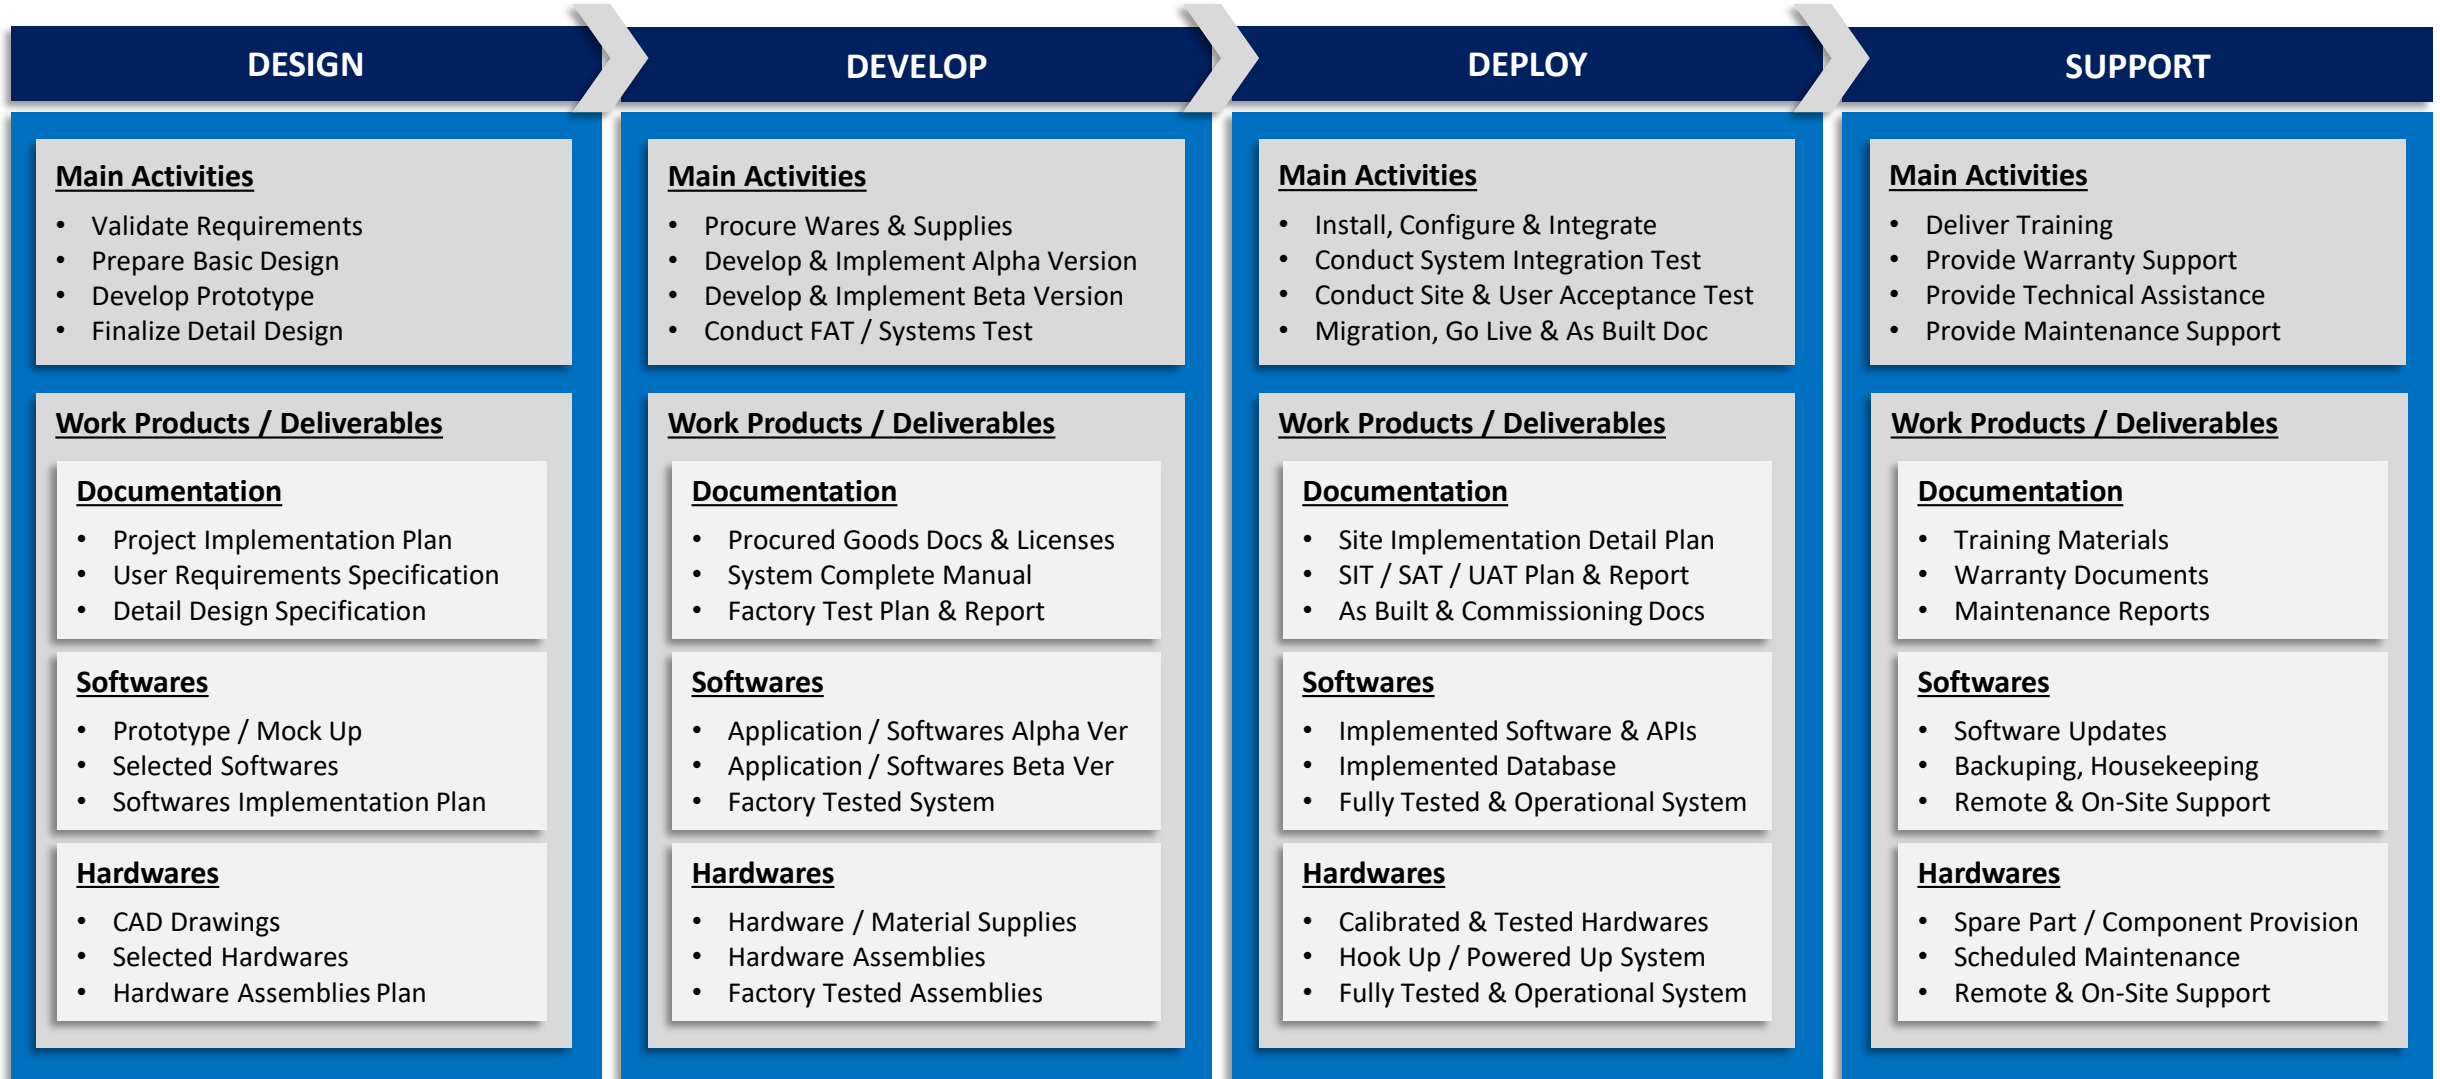 DESIGN
Main Activities
• Validate Requirements
• Prepare Basic Design
• Develop Prototype
• Finalize Detail Design
Work Products / Deliverables
Documentation
• Project Implementation Plan
• User Requirements Specification
• Detail Design Specification
Softwares
• Prototype / Mock Up
• Selected Softwares
• Softwares Implementation Plan
Hardwares
• CAD Drawings
• Selected Hardwares
• Hardware Assemblies Plan
DEVELOP
Main Activities
• Procure Wares & Supplies
• Develop & Implement Alpha Version
• Develop & Implement Beta Version
• Conduct FAT / Systems Test
Work Products / Deliverables
Documentation
• Procured Goods Docs & Licenses
• System Complete Manual
• Factory Test Plan & Report
Softwares
• Application / Softwares Alpha Ver
• Application / Softwares Beta Ver
• Factory Tested System
Hardwares
• Hardware / Material Supplies
• Hardware Assemblies
• Factory Tested Assemblies
DEPLOY
Main Activities
• Install, Configure & Integrate
• Conduct System Integration Test
• Conduct Site & User Acceptance Test
• Migration, Go Live & As Built Doc
Work Products / Deliverables
Documentation
• Site Implementation Detail Plan
• SIT / SAT / UAT Plan & Report
• As Built & Commissioning Docs
Softwares
• Implemented Software & APIs
• Implemented Database
• Fully Tested & Operational System
Hardwares
• Calibrated & Tested Hardwares
• Hook Up / Powered Up System
• Fully Tested & Operational System
SUPPORT
Main Activities
• Deliver Training
• Provide Warranty Support
• Provide Technical Assistance
• Provide Maintenance Support
Work Products / Deliverables
Documentation
• Training Materials
• Warranty Documents
• Maintenance Reports
Softwares
• Software Updates
• Backuping, Housekeeping
• Remote & On-Site Support
Hardwares
• Spare Part / Component Provision
• Scheduled Maintenance
• Remote & On-Site Support